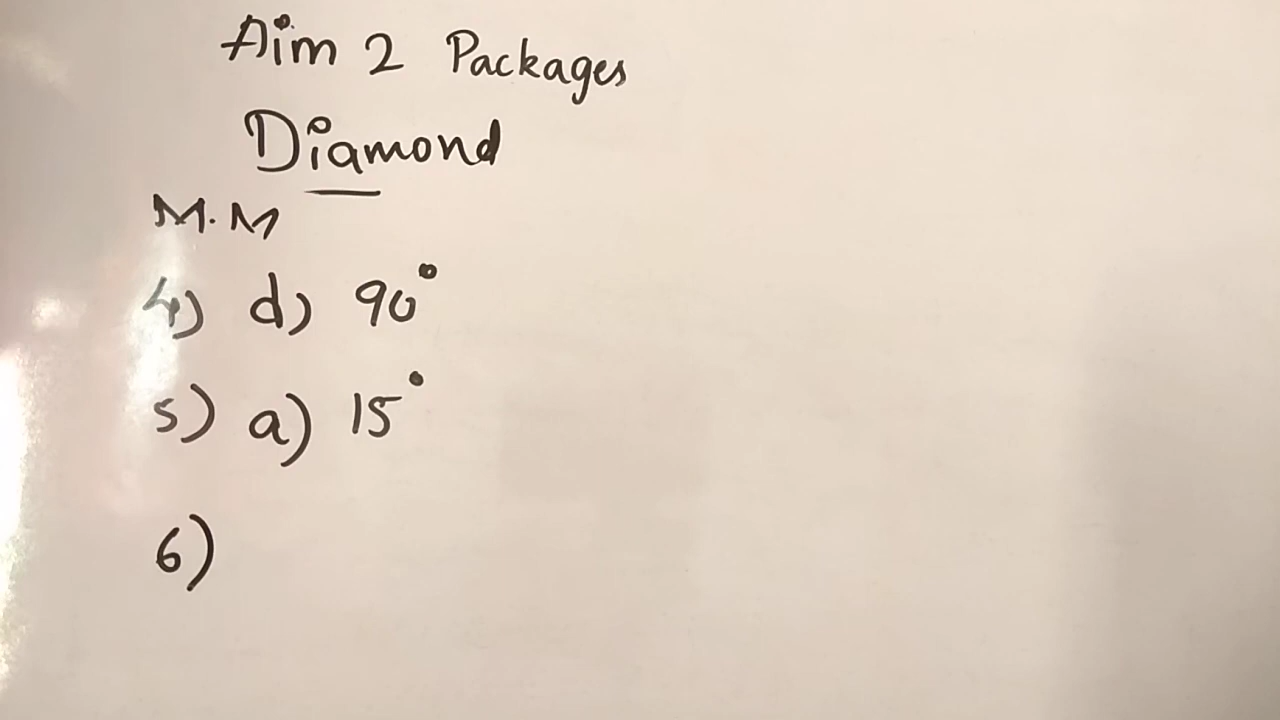 Aim 2 Packages
Diamond
M.M
4) d) 90°
5) a) 15°
6)